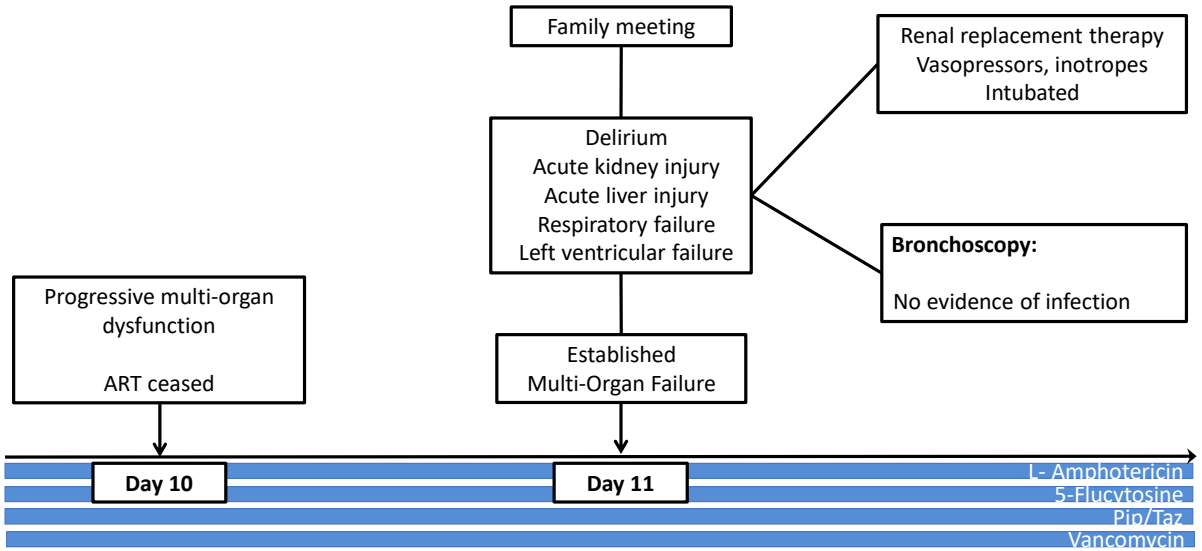 Family meeting
Renal replacement therapy
Vasopressors, inotropes
Intubated
Delirium
Acute kidney injury
Acute liver injury
Respiratory failure
Left ventricular failure
Bronchoscopy:
No evidence of infection
Progressive multi-organ
dysfunction
ART ceased
Established
Multi-Organ Failure
Day 10
Day 11
L- Amphotericin
5-Flucytosine
Pip/Taz
Vancomycin